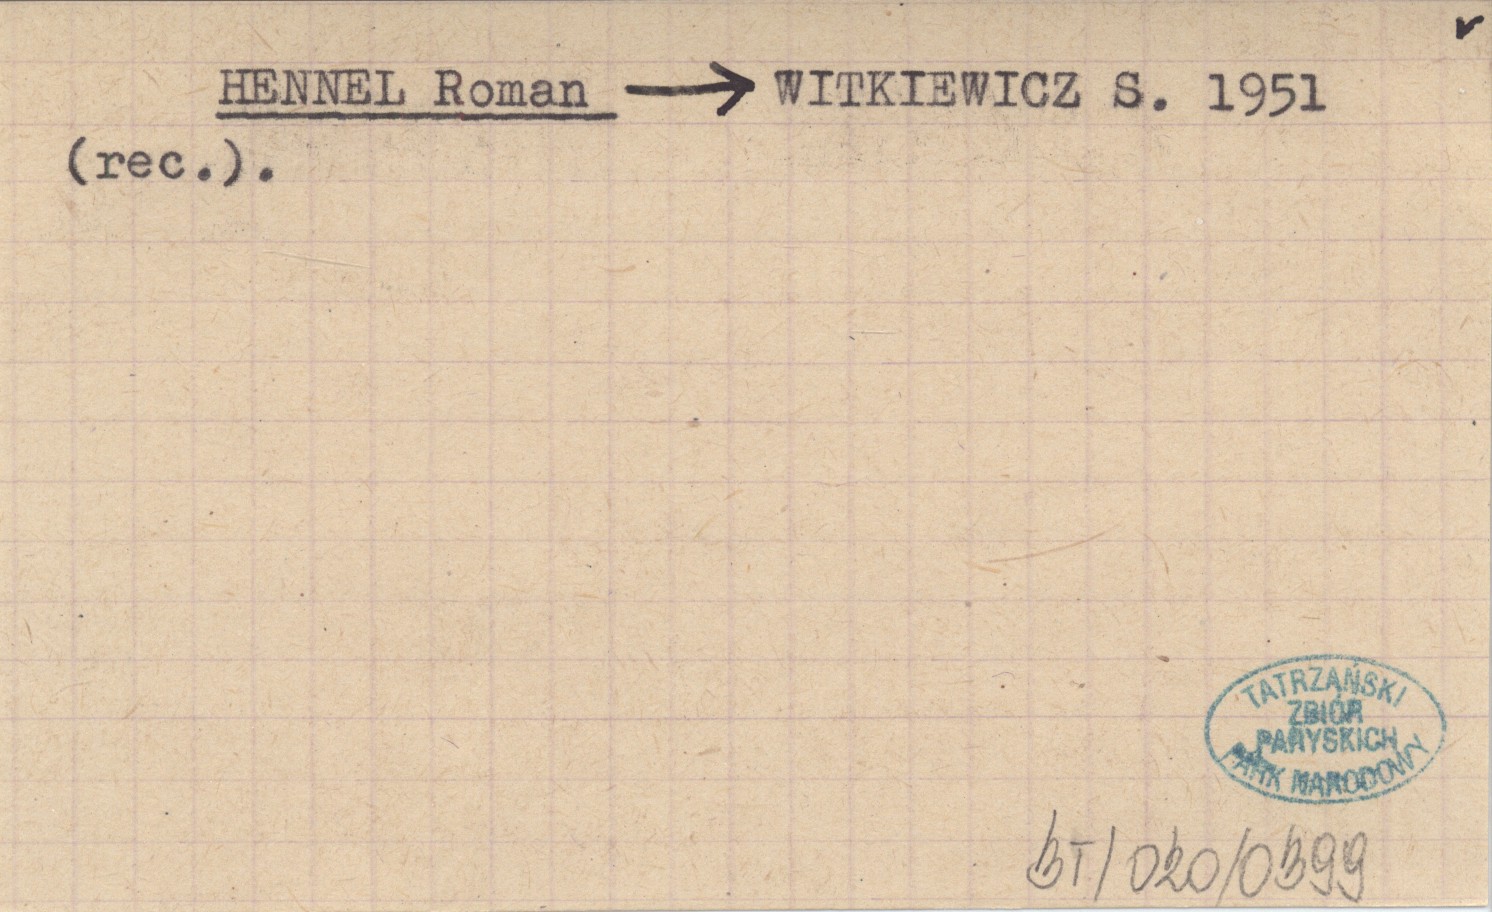 HENNEL Roman → WITKIEWICZ S. 1951
(rec.).
TATRZAŃSKI
ZBIÓR
PARYSKICH
PARK NARODOWY
BT/020/0399